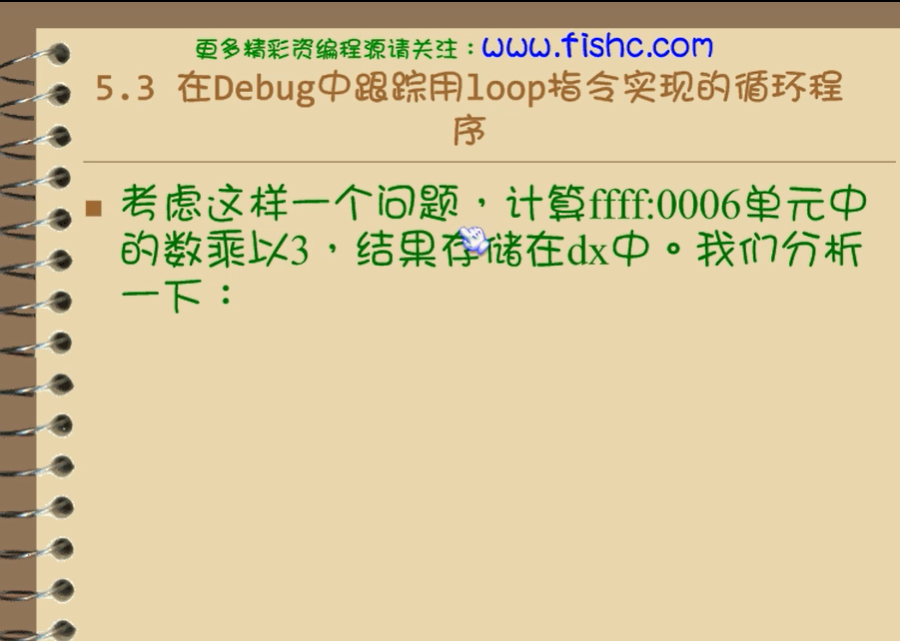 更多精彩资编程源请关注：www.fishc.com
5.3 在Debug中跟踪用loop指令实现的循环程
序
考虑这样一个问题，计算ffff:0006单元中
的数乘以3，结果存储在dx中。我们分析
一下：